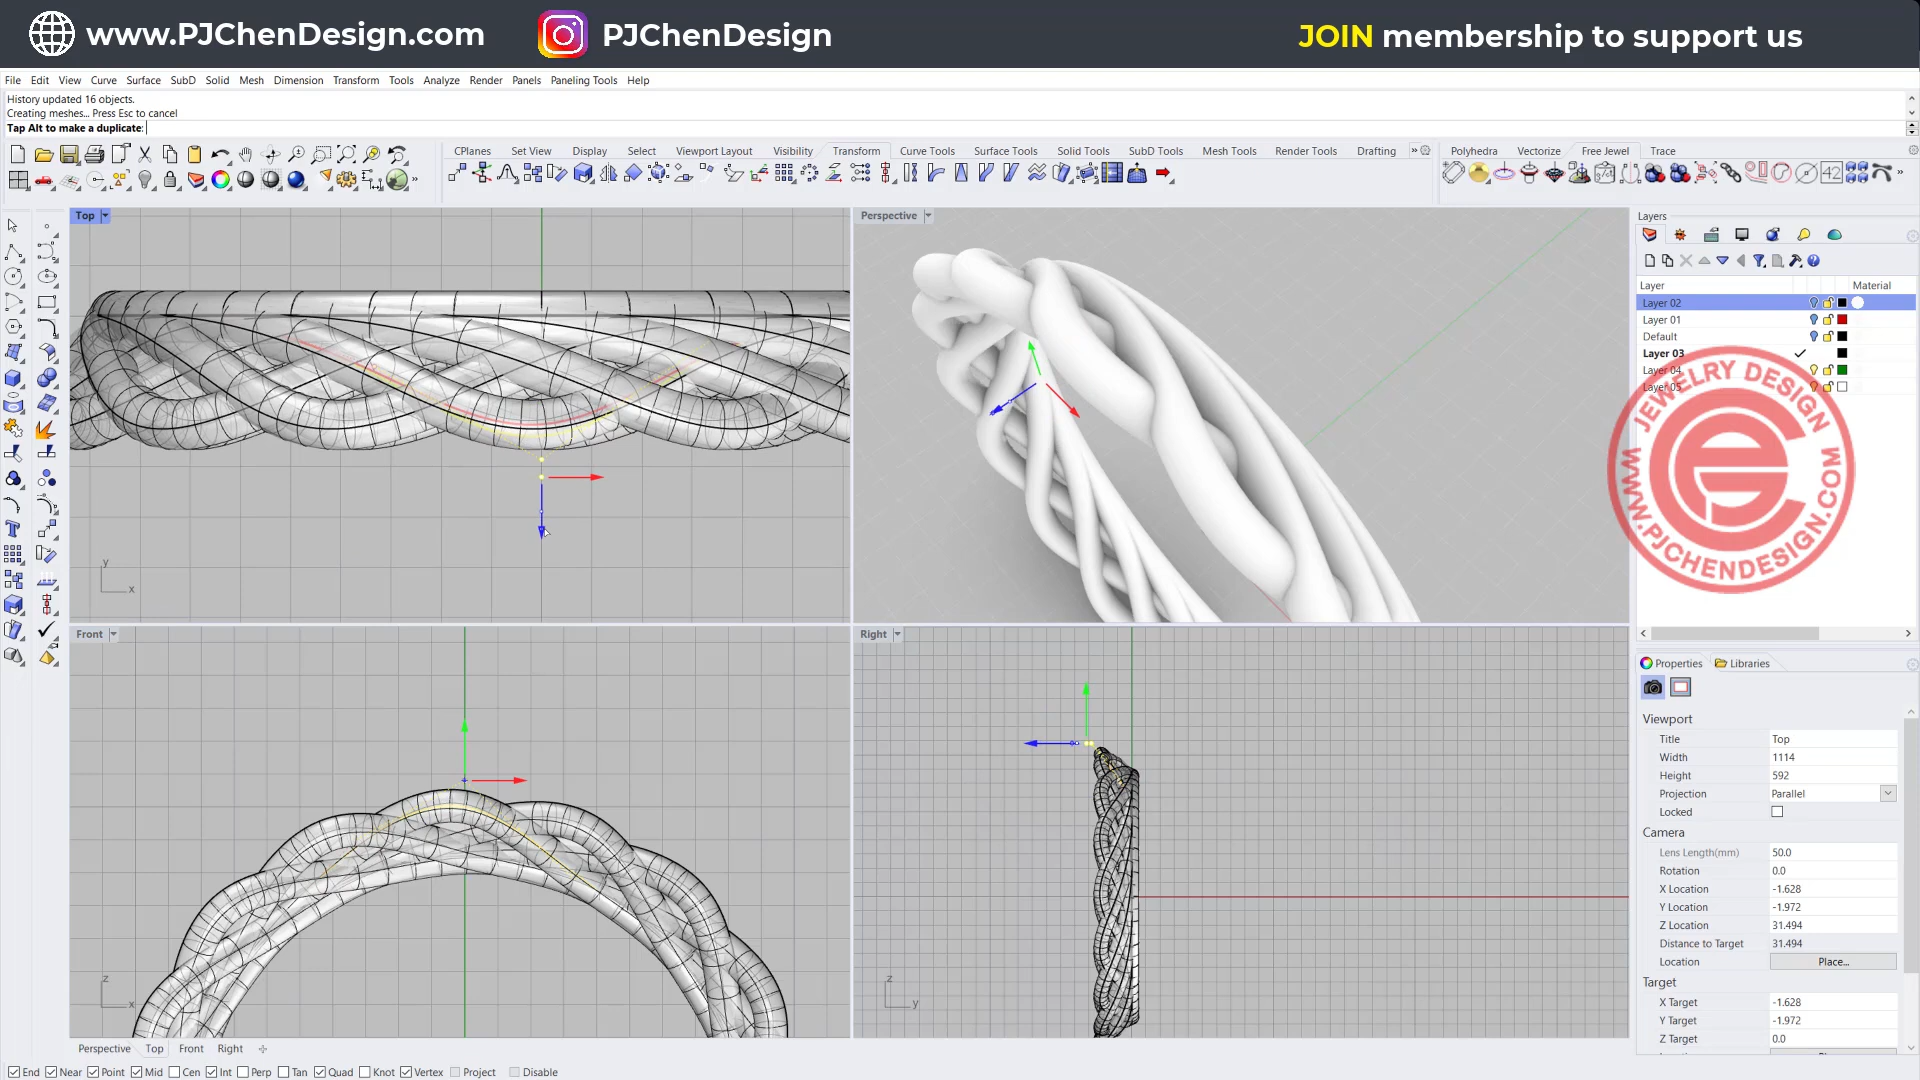 www.PJChenDesign.com PJChenDesign JOIN membership to support us
File Edit View Curve Surface SubD Solid Mesh Dimension Transform Tools Analyze Render Panels Paneling Tools Help
History updated 16 objects.
Creating meshes... Press Esc to cancel
Tap Alt to make a duplicate:
CPlanes Set View Display Select Viewport Layout Visibility Transform Curve Tools Surface Tools Solid Tools SubD Tools Mesh Tools Render Tools Drafting » Polyhedra Vectorize Free Jewel Trace
42
Top
Perspective
Layers
Layer Material
Layer 02
Layer 01
Default
Layer 03
Layer 04
Layer 05
JEWELRY DESIGN
WWW.PJCHENDESIGN.COM
y
x
Front
Right
z
x
z
y
Properties Libraries
Viewport
Title Top
Width 1114
Height 592
Projection Parallel
Locked
Camera
Lens Length(mm) 50.0
Rotation 0.0
X Location -1.628
Y Location -1.972
Z Location 31.494
Distance to Target 31.494
Location Place...
Target
X Target -1.628
Y Target -1.972
Z Target 0.0
Perspective Top Front Right
End Near Point Mid Cen Int Perp Tan Quad Knot Vertex Project Disable